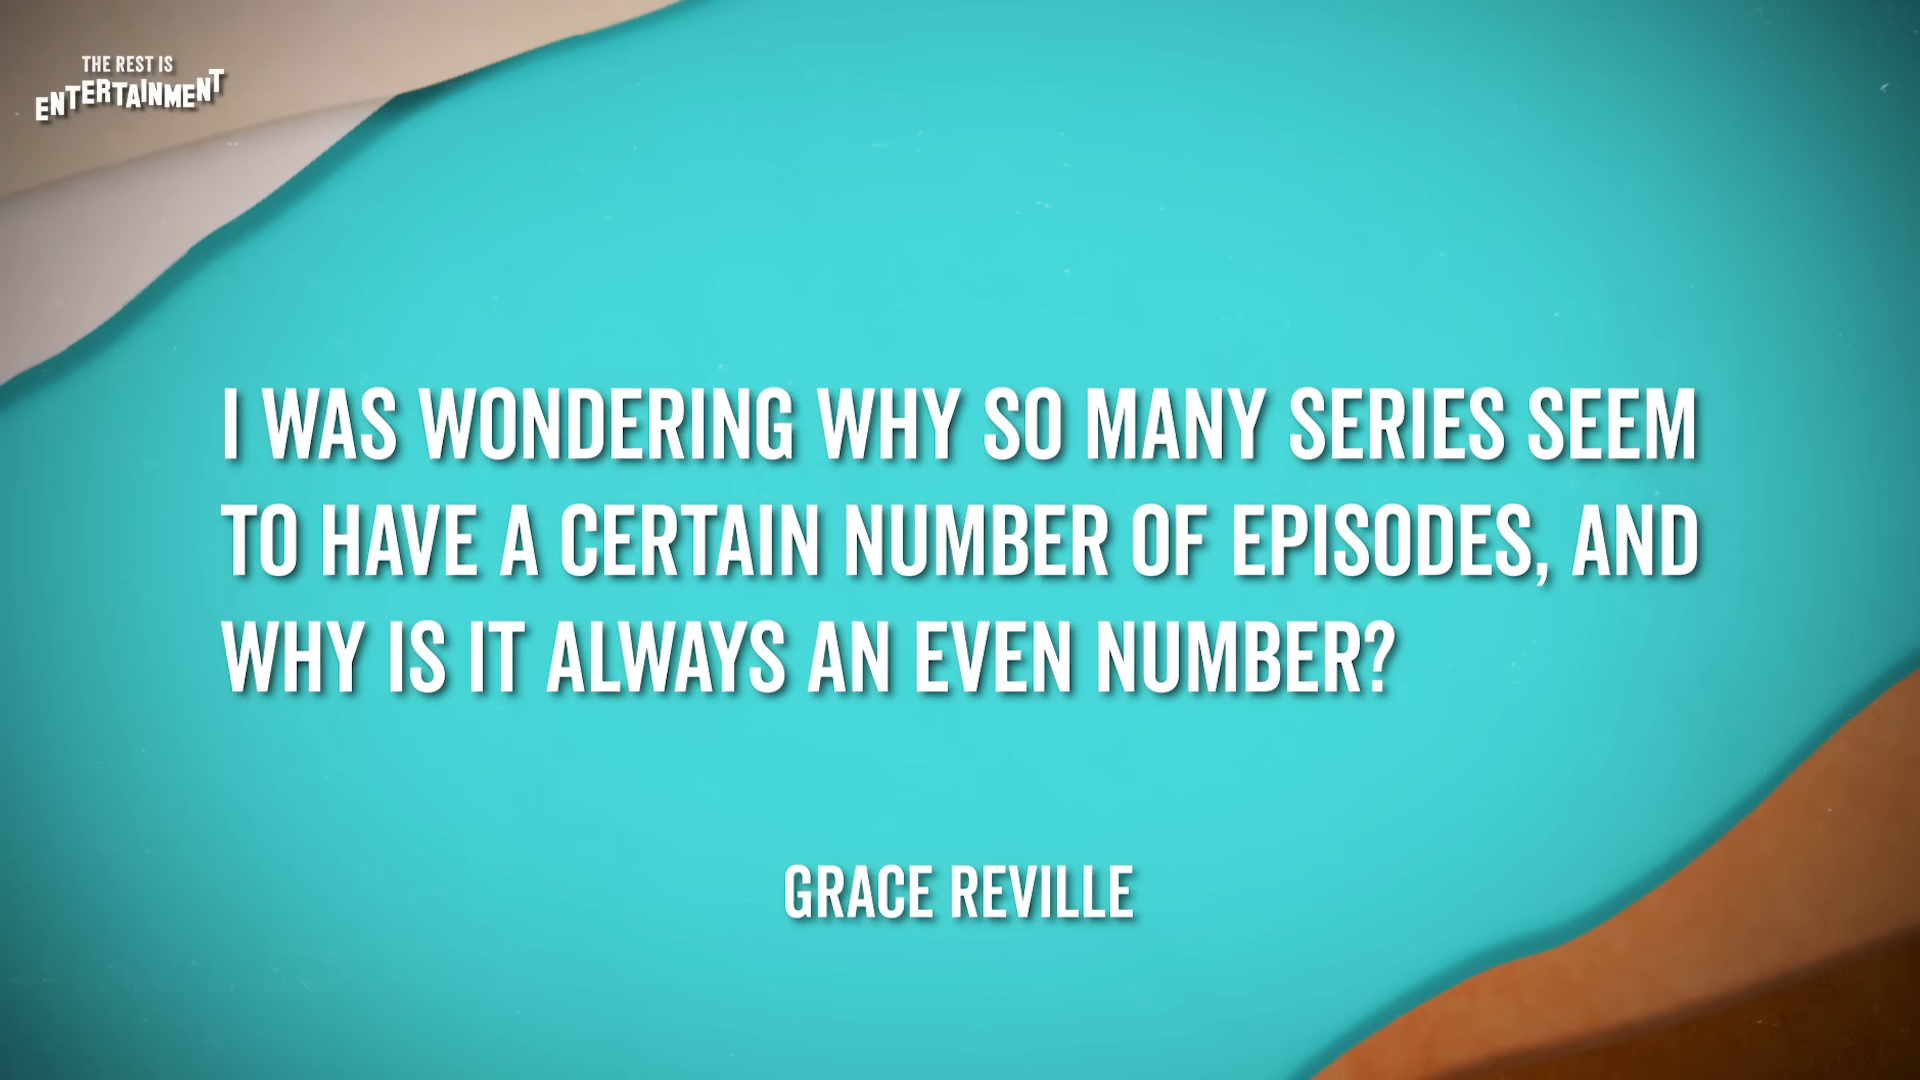 THE REST IS
ENTERTAINMENT
I WAS WONDERING WHY SO MANY SERIES SEEM
TO HAVE A CERTAIN NUMBER OF EPISODES, AND
WHY IS IT ALWAYS AN EVEN NUMBER?
GRACE REVILLE